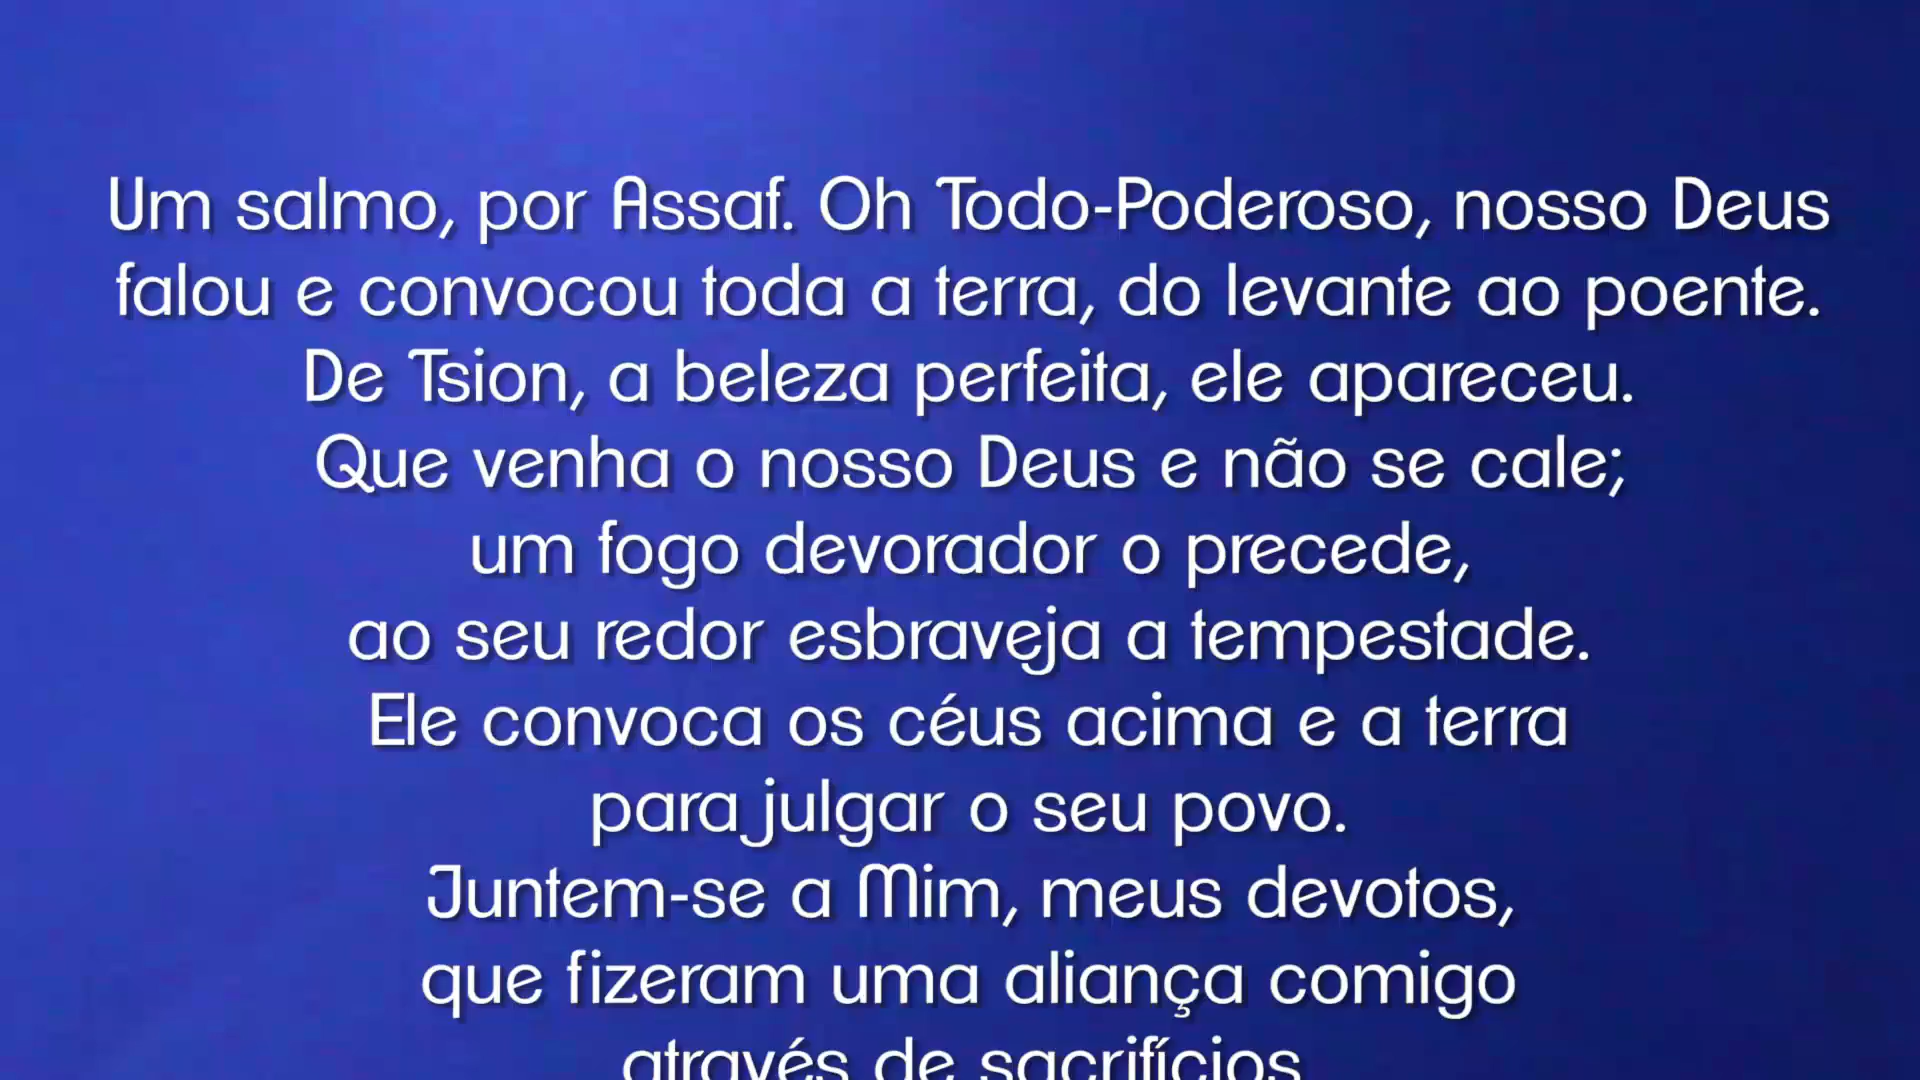 Um salmo, por Assaf. Oh Todo-Poderoso, nosso Deus
falou e convocou toda a terra, do levante ao poente.
De Tsion, a beleza perfeita, ele apareceu.
Que venha o nosso Deus e não se cale;
um fogo devorador o precede,
ao seu redor esbraveja a tempestade.
Ele convoca os céus acima e a terra
para julgar o seu povo.
Juntem-se a Mim, meus devotos,
que fizeram uma aliança comigo
através de sacrifícios